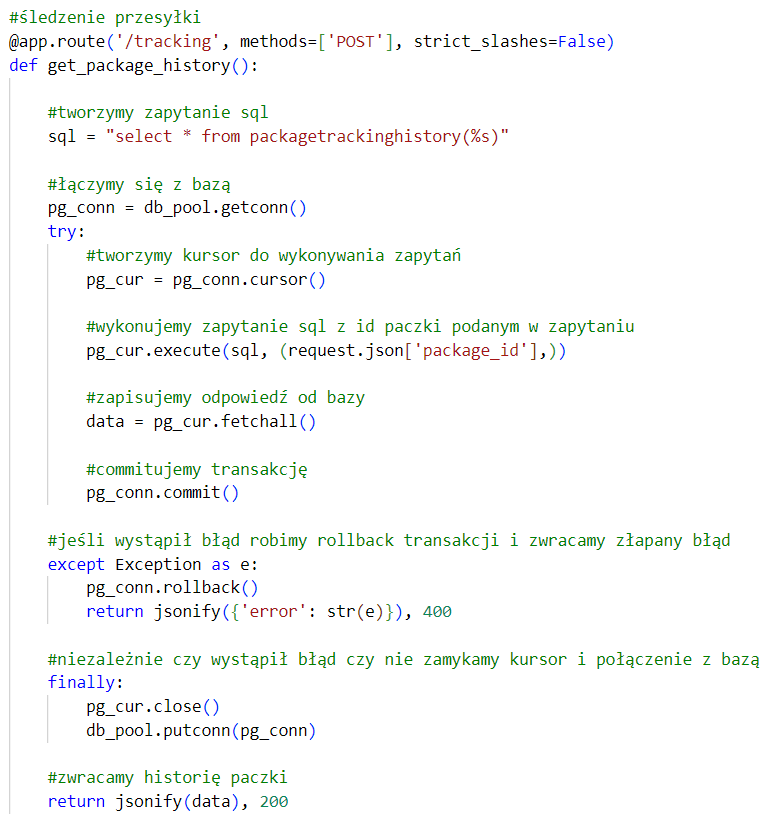 #śledzenie przesyłki
@app.route('/tracking', methods=['POST'], strict_slashes=False)
def get_package_history():
#tworzymy zapytanie sql
sql = "select * from packagetrackinghistory(%s)"
#łączymy się z bazą
pg_conn = db_pool.getconn()
try:
#tworzymy kursor do wykonywania zapytań
pg_cur = pg_conn.cursor()
#wykonujemy zapytanie sql z id paczki podanym w zapytaniu
pg_cur.execute(sql, (request.json['package_id'],))
#zapisujemy odpowiedź od bazy
data = pg_cur.fetchall()
#commitujemy transakcję
pg_conn.commit()
#jeśli wystąpił błąd robimy rollback transakcji i zwracamy złapany błąd
except Exception as e:
pg_conn.rollback()
return jsonify({'error': str(e)}), 400
#niezależnie czy wystąpił błąd czy nie zamykamy kursor i połączenie z bazą
finally:
pg_cur.close()
db_pool.putconn(pg_conn)
#zwracamy historię paczki
return jsonify(data), 200